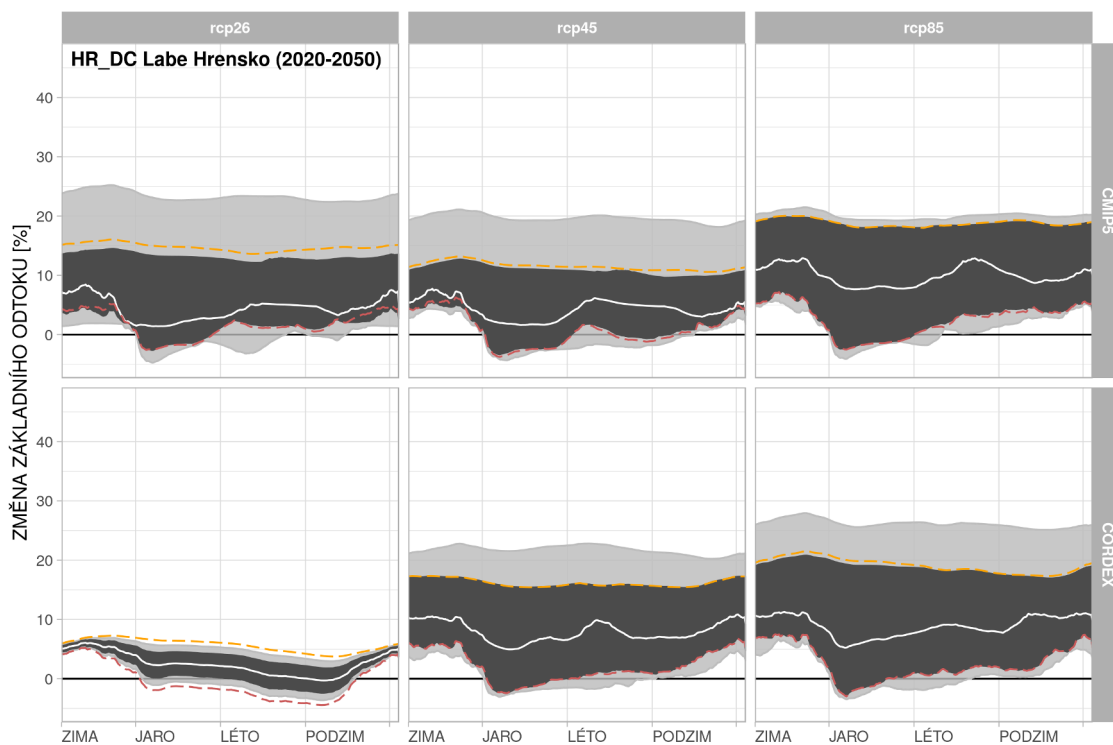 rcp26
rcp45
rcp85
HR_DC Labe Hrensko (2020-2050)
ZMĚNA ZÁKLADNÍHO ODTOKU [%]
40
30
20
10
0
CMIP5
40
30
20
10
0
CORDEX
ZIMA JARO LÉTO PODZIM
ZIMA JARO LÉTO PODZIM
ZIMA JARO LÉTO PODZIM